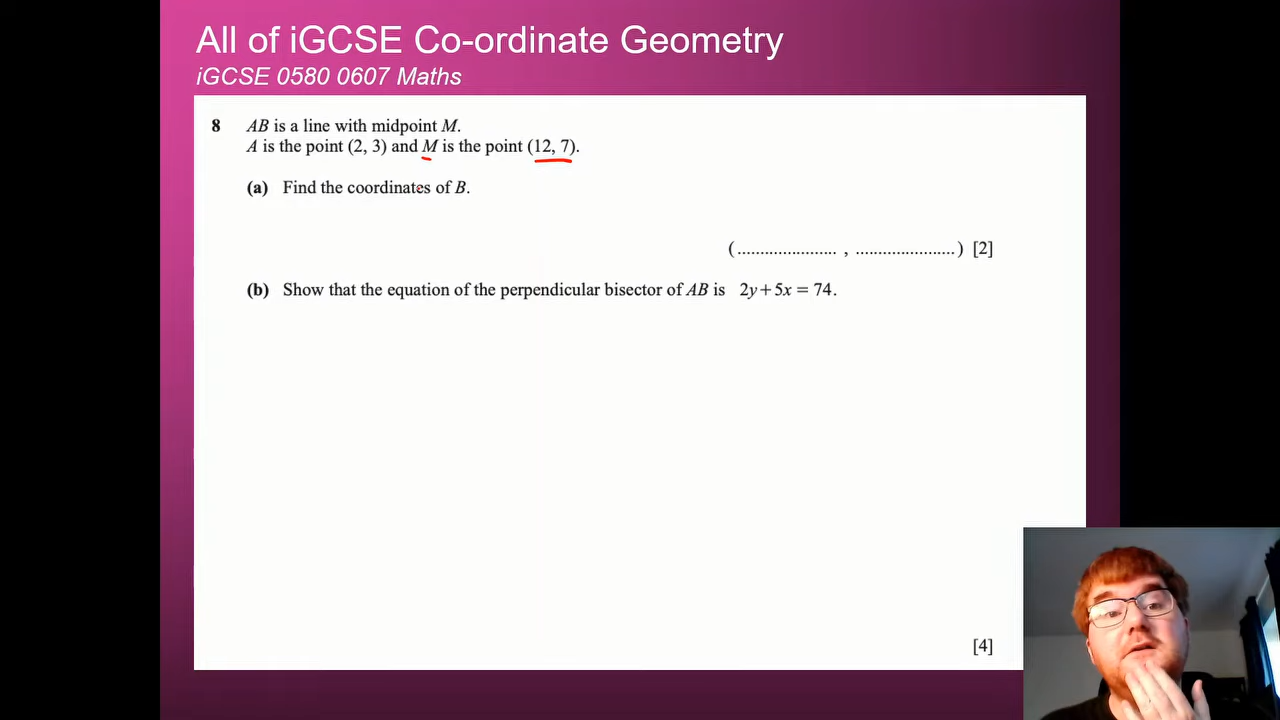 All of iGCSE Co-ordinate Geometry
iGCSE 0580 0607 Maths
8 AB is a line with midpoint M.
A is the point (2, 3) and M is the point (12, 7).
(a) Find the coordinates of B.
(...................... , ......................) [2]
(b) Show that the equation of the perpendicular bisector of AB is 2y + 5x = 74.
[4]